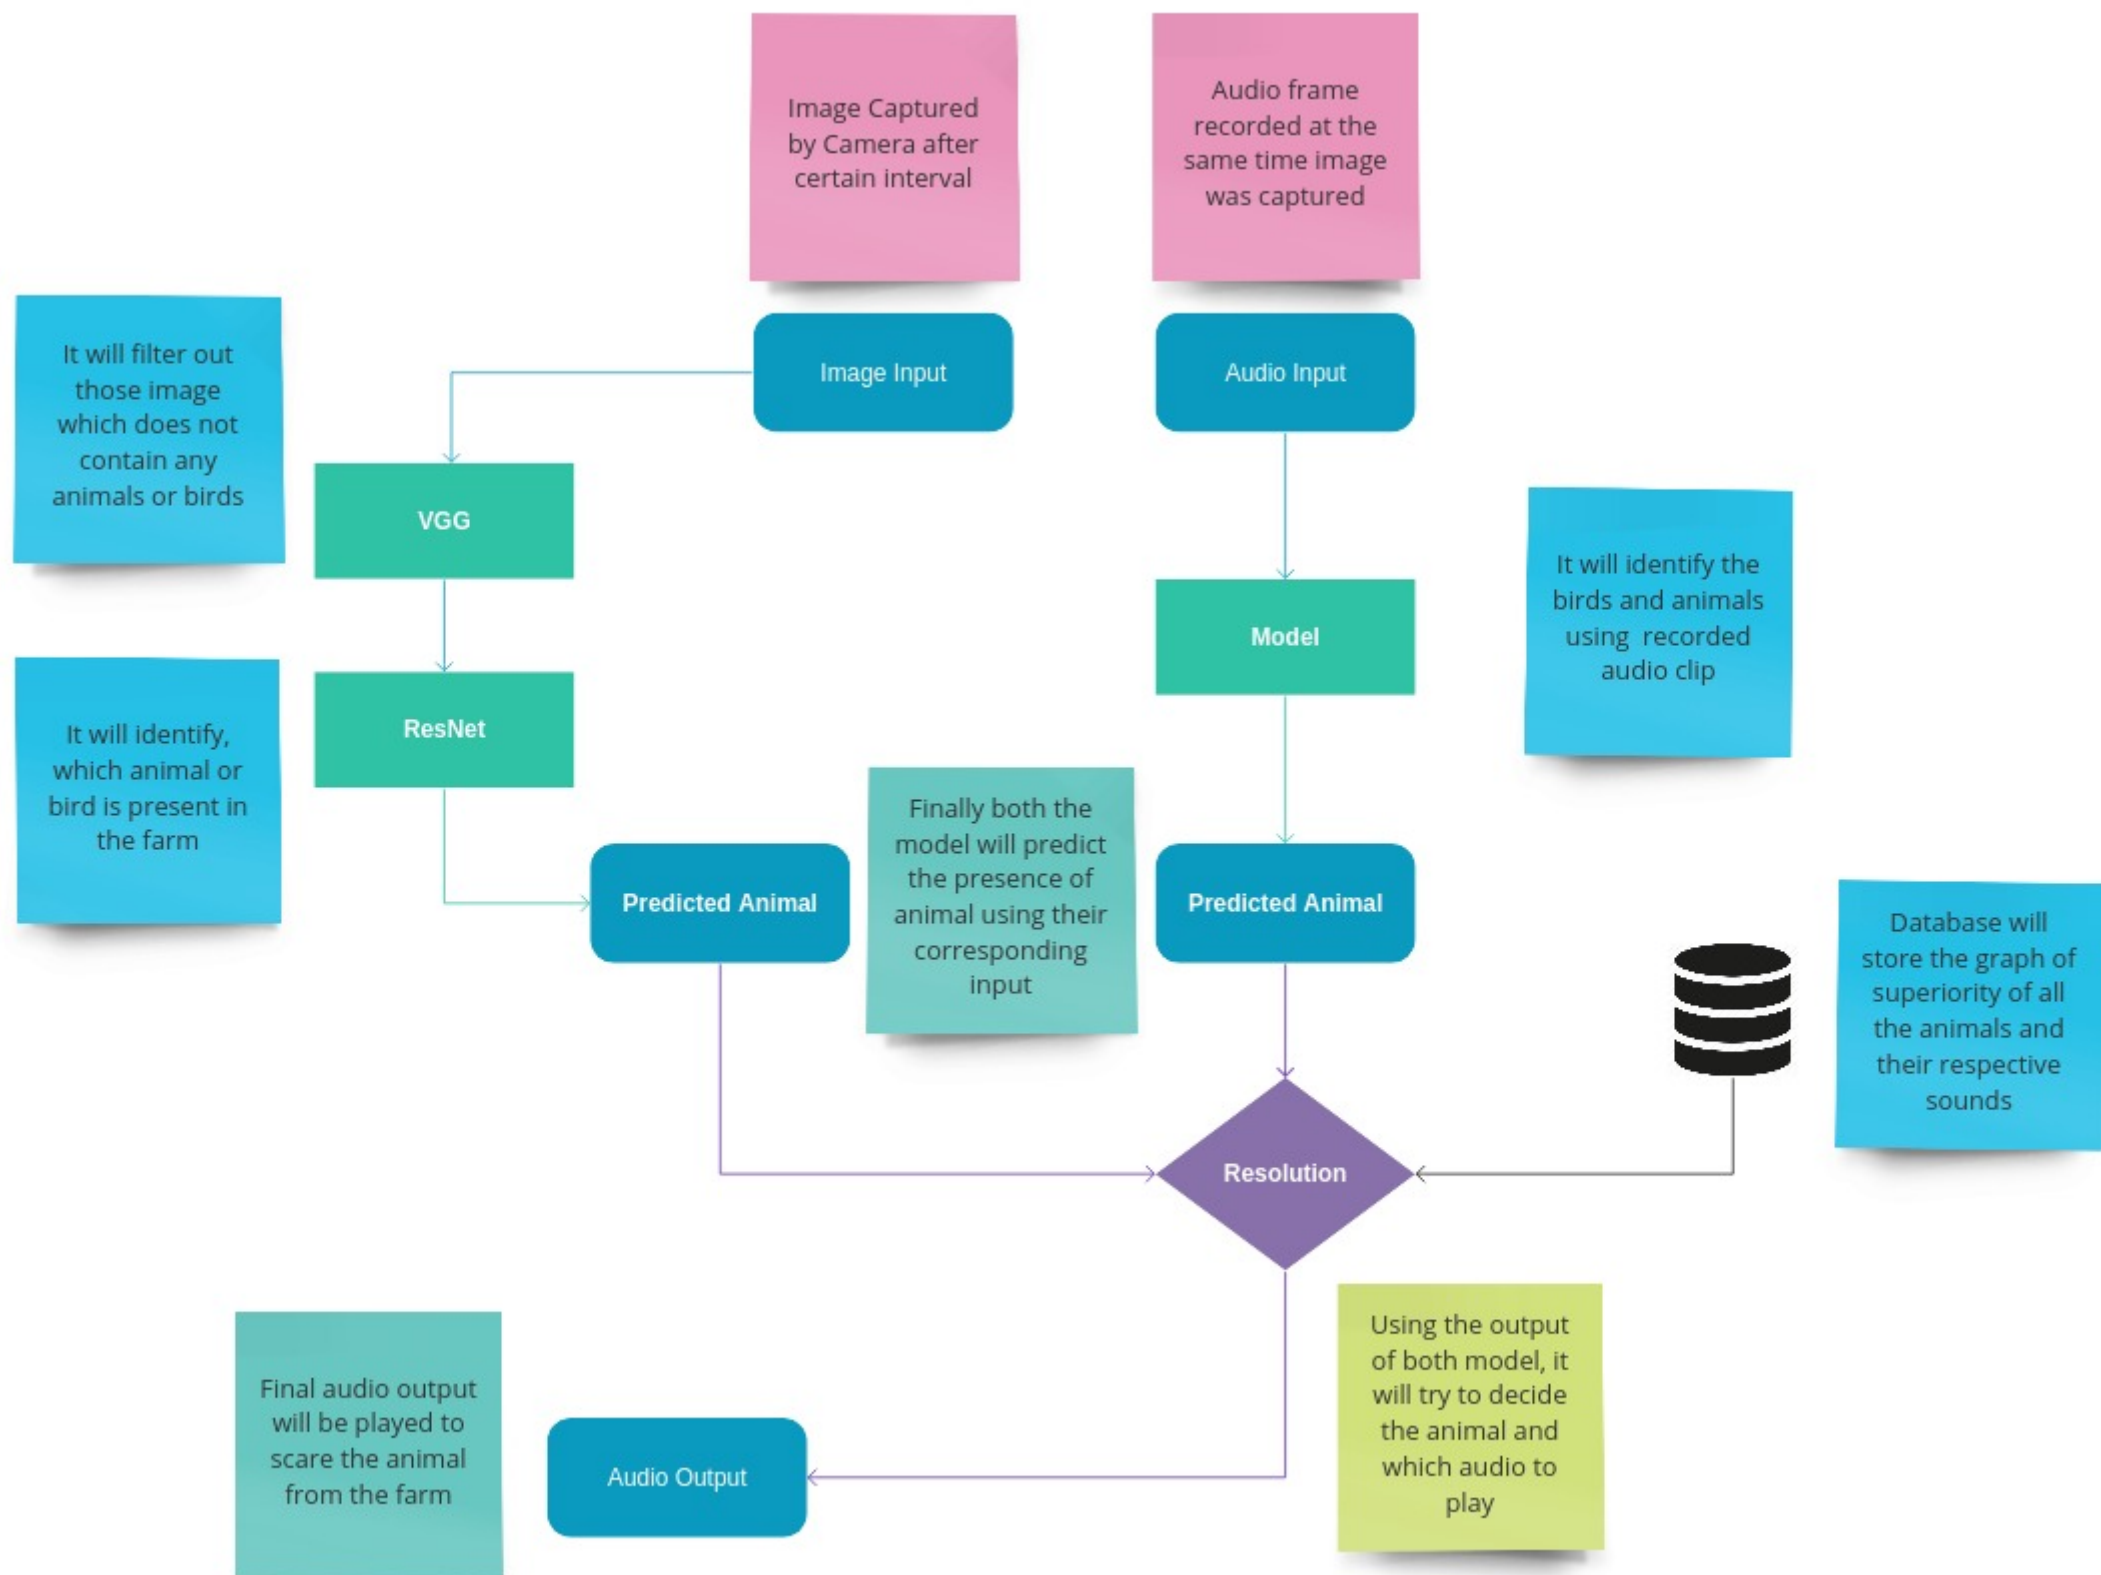 Image Captured
by Camera after
certain interval
Audio frame
recorded at the
same time image
was captured
Image Input
Audio Input
It will filter out
those image
which does not
contain any
animals or birds
VGG
It will identify the
birds and animals
using recorded
audio clip
Model
It will identify,
which animal or
bird is present in
the farm
ResNet
Finally both the
model will predict
the presence of
animal using their
corresponding
input
Predicted Animal
Predicted Animal
Database will
store the graph of
superiority of all
the animals and
their respective
sounds
Resolution
Using the output
of both model, it
will try to decide
the animal and
which audio to
play
Final audio output
will be played to
scare the animal
from the farm
Audio Output